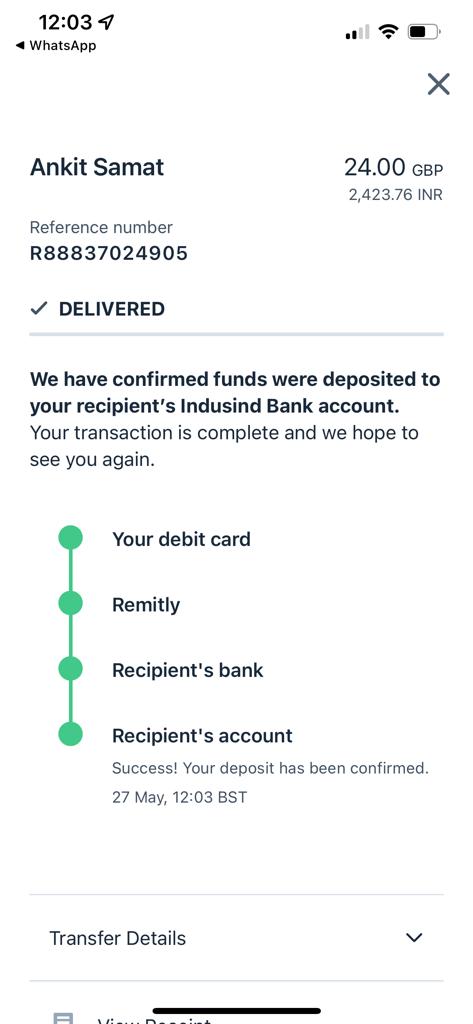 12:03
WhatsApp
Ankit Samat
24.00 GBP
2,423.76 INR
Reference number
R88837024905
DELIVERED
We have confirmed funds were deposited to
your recipient's Indusind Bank account.
Your transaction is complete and we hope to
see you again.
Your debit card
Remitly
Recipient's bank
Recipient's account
Success! Your deposit has been confirmed.
27 May, 12:03 BST
Transfer Details
View Receipt